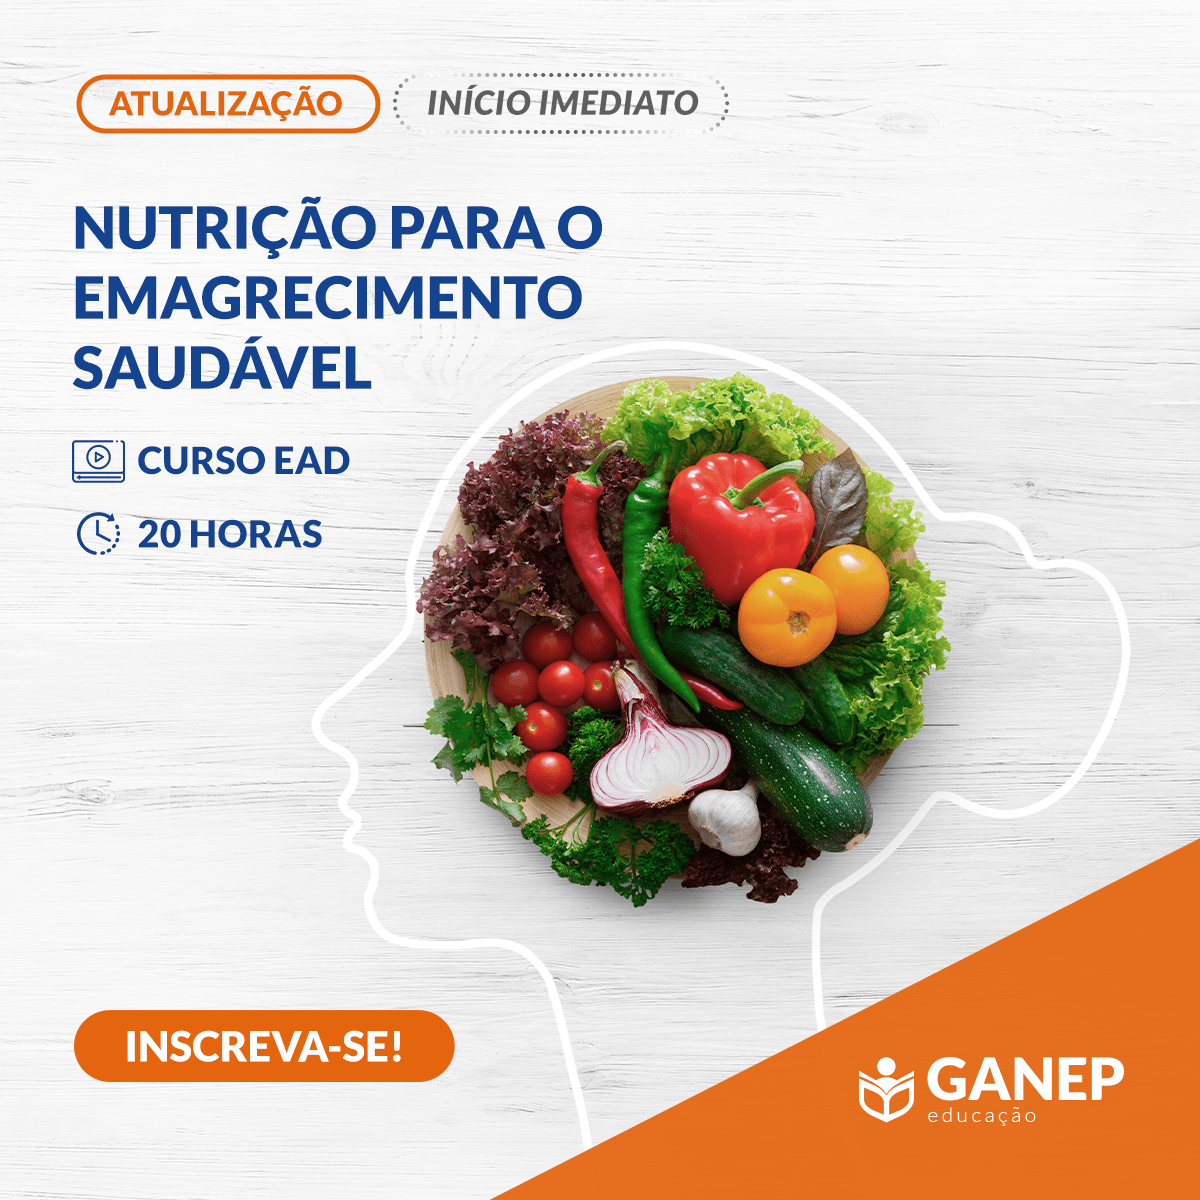 ATUALIZAÇÃO
INÍCIO IMEDIATO
NUTRIÇÃO PARA O
EMAGRECIMENTO
SAUDÁVEL
CURSO EAD
20 HORAS
INSCREVA-SE!
GANEP
educação